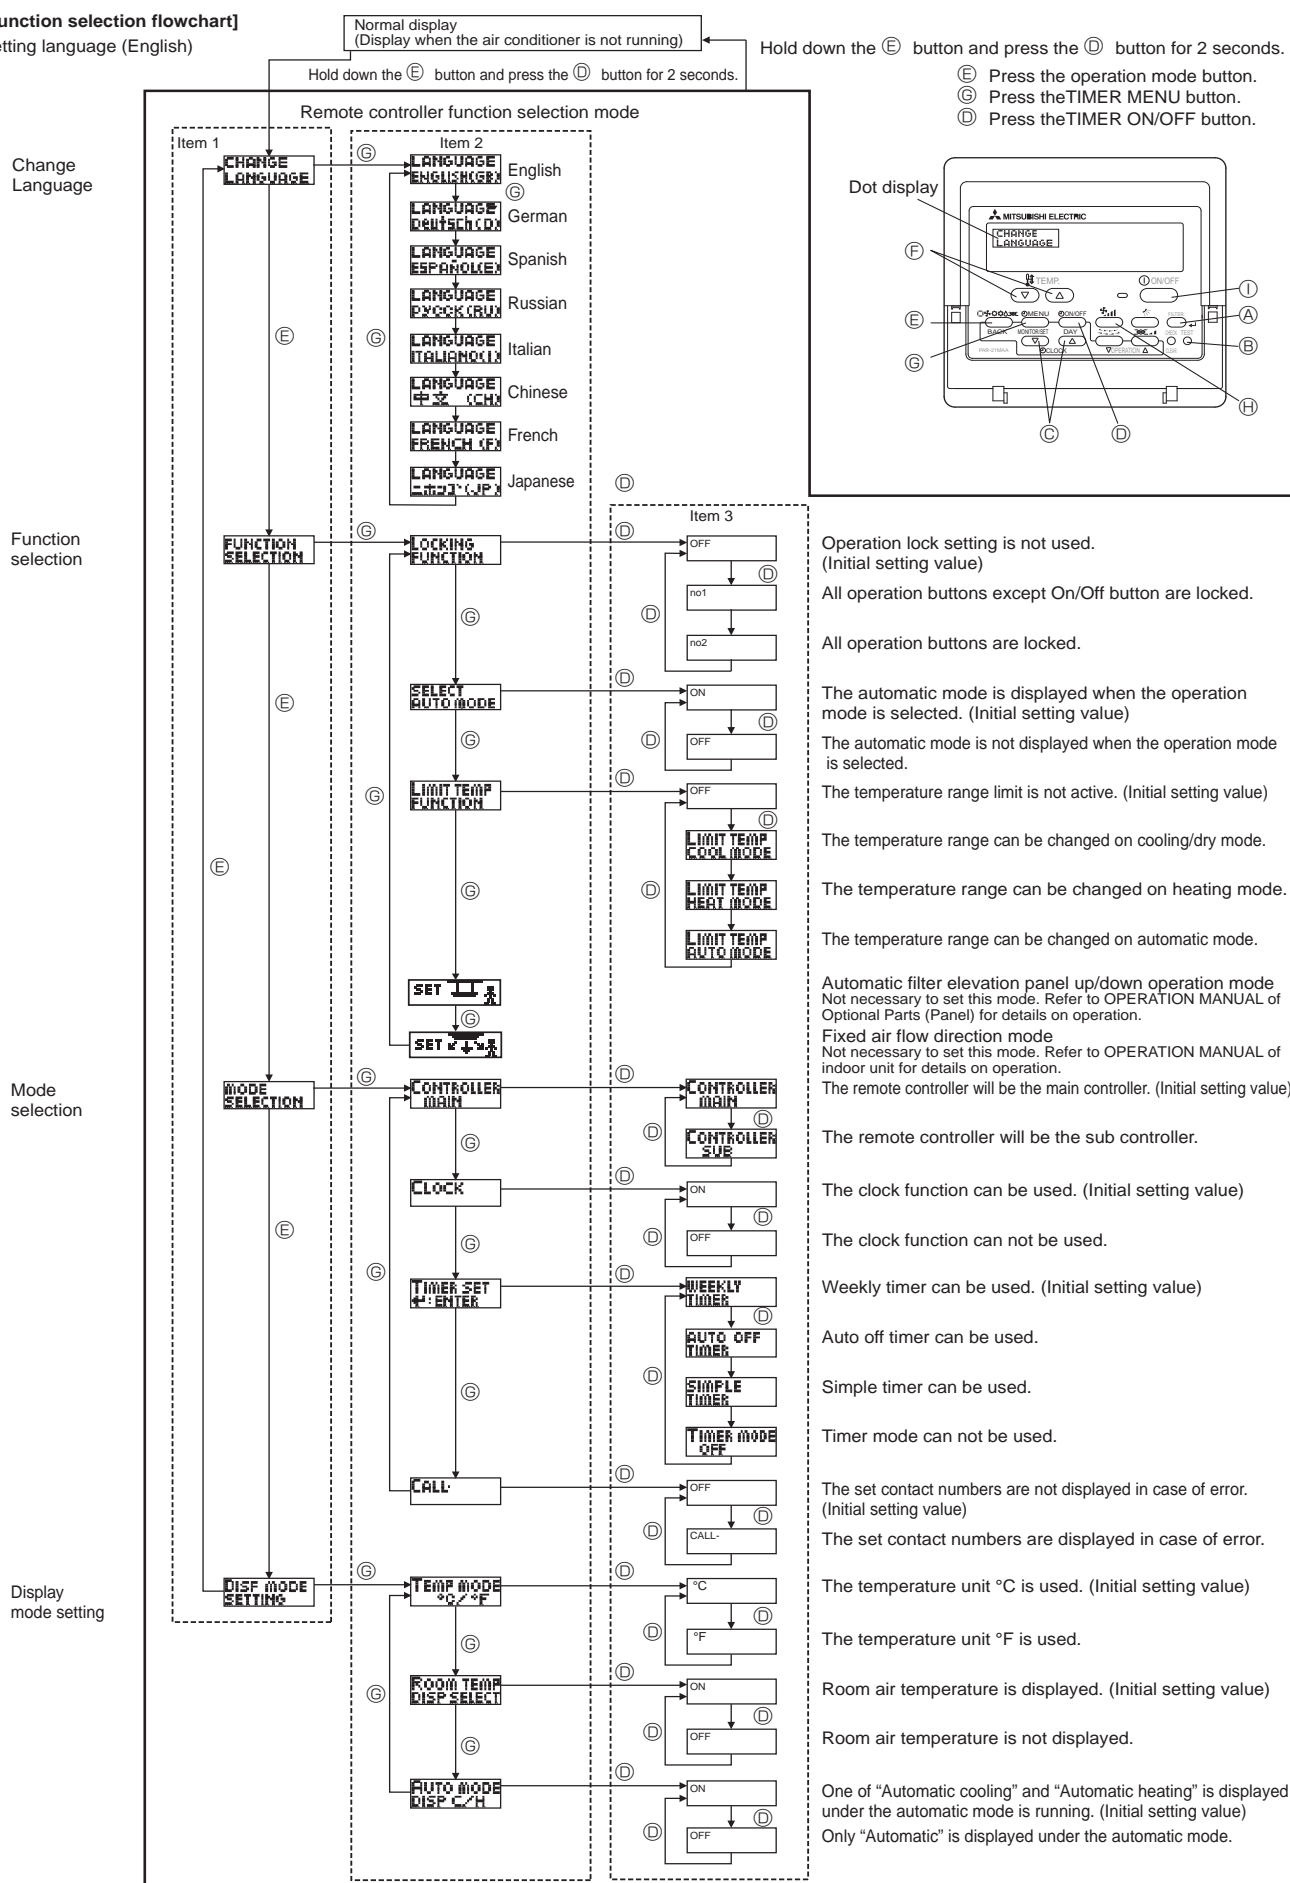 unction selection flowchart]
etting language (English)
Normal display
(Display when the air conditioner is not running)
Hold down the Ⓔ button and press the Ⓓ button for 2 seconds.
Hold down the Ⓔ button and press the Ⓓ button for 2 seconds.
Ⓔ Press the operation mode button.
Ⓖ Press theTIMER MENU button.
Ⓓ Press theTIMER ON/OFF button.
Remote controller function selection mode
Item 1
Item 2
Change
Language
CHANGE
LANGUAGE
Ⓖ
LANGUAGE
ENGLISH(GB)
English
Ⓖ
LANGUAGE
Deutsch(D)
German
LANGUAGE
ESPAÑOL(E)
Spanish
LANGUAGE
РУССК(RU)
Russian
Ⓔ
Ⓖ
LANGUAGE
ITALIANO(I)
Italian
LANGUAGE
中文 (CH)
Chinese
LANGUAGE
FRENCH (F)
French
LANGUAGE
ニホンゴ(JP)
Japanese
Ⓓ
Dot display
MITSUBISHI ELECTRIC
CHANGE
LANGUAGE
TEMP.
ON/OFF
MENU
ON/OFF
FILTER
BACK
MONITOR/SET
DAY
CHECK TEST
PAR-21MAA
CLOCK
OPERATION
CLEAR
Ⓕ
Ⓔ
Ⓖ
Ⓘ
Ⓐ
Ⓑ
Ⓗ
Ⓒ
Ⓓ
Item 3
Function
selection
FUNCTION
SELECTION
Ⓖ
LOCKING
FUNCTION
Ⓓ
OFF
Operation lock setting is not used.
(Initial setting value)
Ⓓ
no1
All operation buttons except On/Off button are locked.
Ⓖ
Ⓓ
no2
All operation buttons are locked.
Ⓔ
SELECT
AUTO MODE
Ⓓ
ON
The automatic mode is displayed when the operation
mode is selected. (Initial setting value)
Ⓖ
Ⓓ
Ⓓ
OFF
The automatic mode is not displayed when the operation mode
is selected.
Ⓖ
LIMIT TEMP
FUNCTION
Ⓓ
OFF
The temperature range limit is not active. (Initial setting value)
Ⓓ
LIMIT TEMP
COOL MODE
The temperature range can be changed on cooling/dry mode.
Ⓔ
Ⓖ
Ⓓ
LIMIT TEMP
HEAT MODE
The temperature range can be changed on heating mode.
LIMIT TEMP
AUTO MODE
The temperature range can be changed on automatic mode.
SET
Automatic filter elevation panel up/down operation mode
Not necessary to set this mode. Refer to OPERATION MANUAL of
Optional Parts (Panel) for details on operation.
Ⓖ
SET
Fixed air flow direction mode
Not necessary to set this mode. Refer to OPERATION MANUAL of
indoor unit for details on operation.
Mode
selection
MODE
SELECTION
Ⓖ
CONTROLLER
MAIN
Ⓓ
CONTROLLER
MAIN
The remote controller will be the main controller. (Initial setting value)
Ⓖ
Ⓓ
Ⓓ
CONTROLLER
SUB
The remote controller will be the sub controller.
CLOCK
Ⓓ
ON
The clock function can be used. (Initial setting value)
Ⓔ
Ⓖ
Ⓓ
Ⓓ
OFF
The clock function can not be used.
Ⓖ
TIMER SET
↵:ENTER
Ⓓ
WEEKLY
TIMER
Weekly timer can be used. (Initial setting value)
Ⓓ
AUTO OFF
TIMER
Auto off timer can be used.
Ⓖ
Ⓓ
SIMPLE
TIMER
Simple timer can be used.
TIMER MODE
OFF
Timer mode can not be used.
CALL-
Ⓓ
OFF
The set contact numbers are not displayed in case of error.
(Initial setting value)
Ⓓ
Ⓓ
CALL-
The set contact numbers are displayed in case of error.
Display
mode setting
DISP MODE
SETTING
Ⓖ
TEMP MODE
°C/°F
Ⓓ
°C
The temperature unit °C is used. (Initial setting value)
Ⓖ
Ⓓ
Ⓓ
°F
The temperature unit °F is used.
Ⓖ
ROOM TEMP
DISP SELECT
Ⓓ
ON
Room air temperature is displayed. (Initial setting value)
Ⓖ
Ⓓ
Ⓓ
OFF
Room air temperature is not displayed.
AUTO MODE
DISP C/H
Ⓓ
ON
One of “Automatic cooling” and “Automatic heating” is displayed
under the automatic mode is running. (Initial setting value)
Ⓓ
Ⓓ
OFF
Only “Automatic” is displayed under the automatic mode.